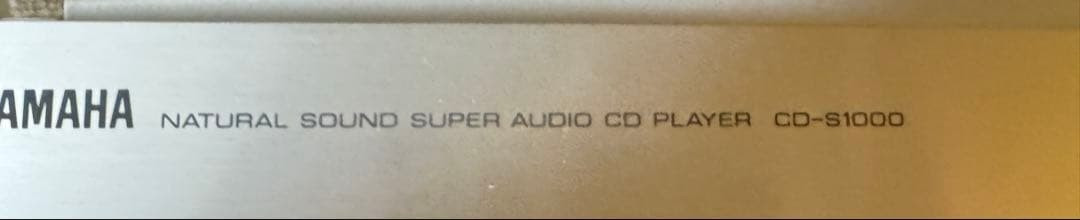 AMAHA NATURAL SOUND SUPER AUDIO CD PLAYER CD-S1000